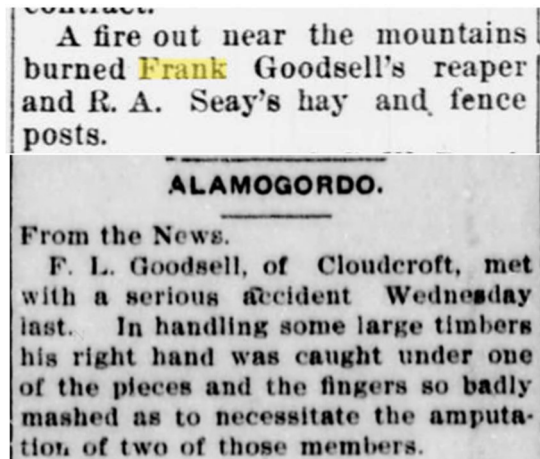 contract.
A fire out near the mountains
burned Frank Goodsell's reaper
and R. A. Seay's hay and fence
posts.
ALAMOGORDO.
From the News.
F. L. Goodsell, of Cloudcroft, met
with a serious accident Wednesday
last. In handling some large timbers
his right hand was caught under one
of the pieces and the fingers so badly
mashed as to necessitate the amputa-
tion of two of those members.